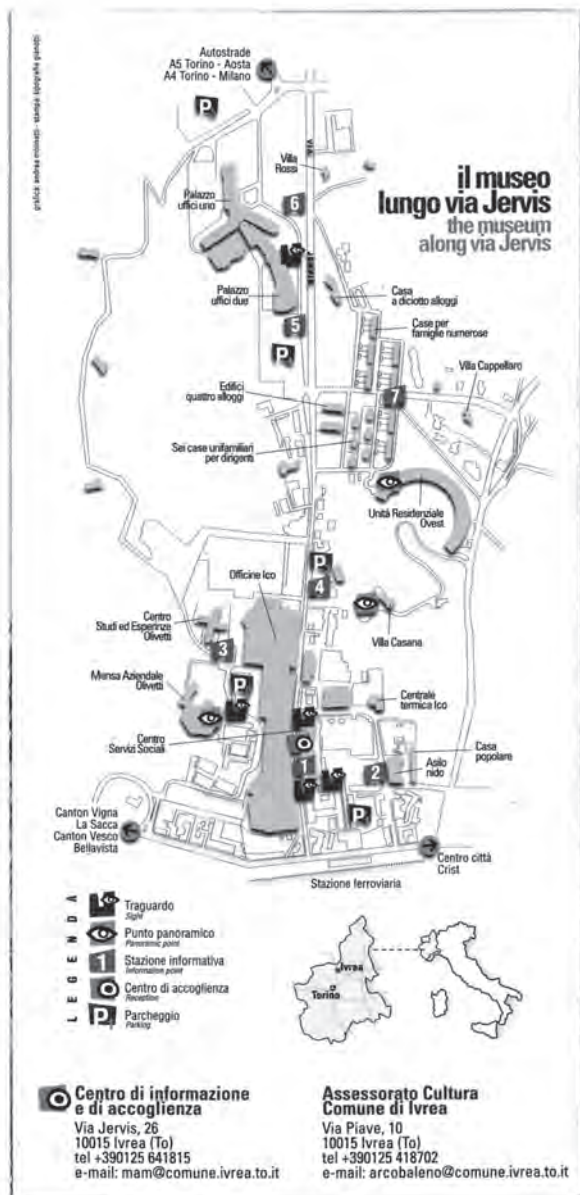 grafica: andrea
stampa tipografia
Autostrade
A5 Torino - Aosta
A4 Torino - Milano
P
Villa
Rossi
VIA
JERVIS
il museo
lungo via Jervis
the museum
along via Jervis
Palazzo
uffici uno
6
Palazzo
uffici due
Casa
a diciotto alloggi
5
Case per
famiglie numerose
P
Villa Cappellaro
Edifici
quattro alloggi
7
Sei case unifamiliari
per dirigenti
Unità Residenziale
Ovest
Officine Ico
P
4
Centro
Studi ed Esperienze
Olivetti
3
Villa Casana
Mensa Aziendale
Olivetti
P
Centrale
termica Ico
Centro
Servizi Sociali
Casa
popolare
1
2
Asilo
nido
P
Canton Vigna
La Sacca
Canton Vesco
Bellavista
Centro città
Crist
Stazione ferroviaria
LEGENDA
Traguardo
Sight
Punto panoramico
Panoramic point
1
Stazione informativa
Information point
Centro di accoglienza
Reception
P
Parcheggio
Parking
Ivrea
Torino
Centro di informazione
e di accoglienza
Via Jervis, 26
10015 Ivrea (To)
tel +390125 641815
e-mail: mam@comune.ivrea.to.it
Assessorato Cultura
Comune di Ivrea
Via Piave, 10
10015 Ivrea (To)
tel +390125 418702
e-mail: arcobaleno@comune.ivrea.to.it